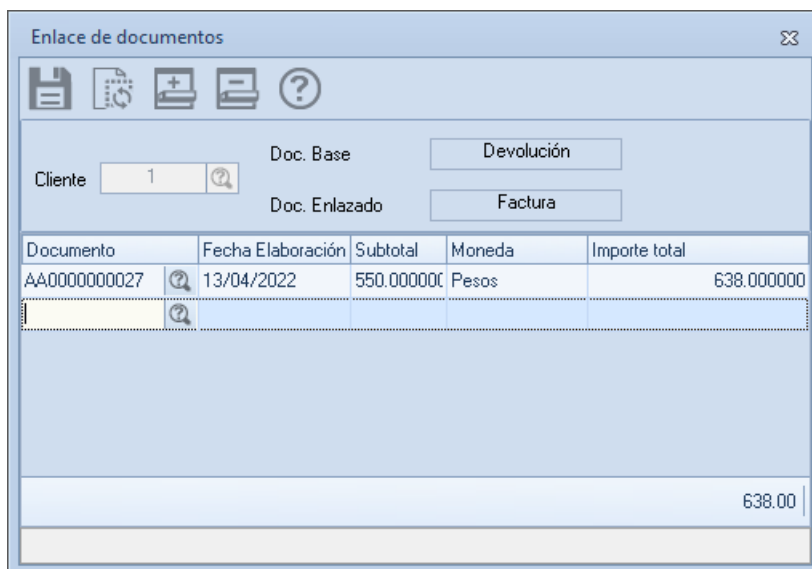 Enlace de documentos
Doc. Base Devolución
Cliente 1
Doc. Enlazado Factura
Documento Fecha Elaboración Subtotal Moneda Importe total
AA0000000027 13/04/2022 550.000000 Pesos 638.000000
638.00